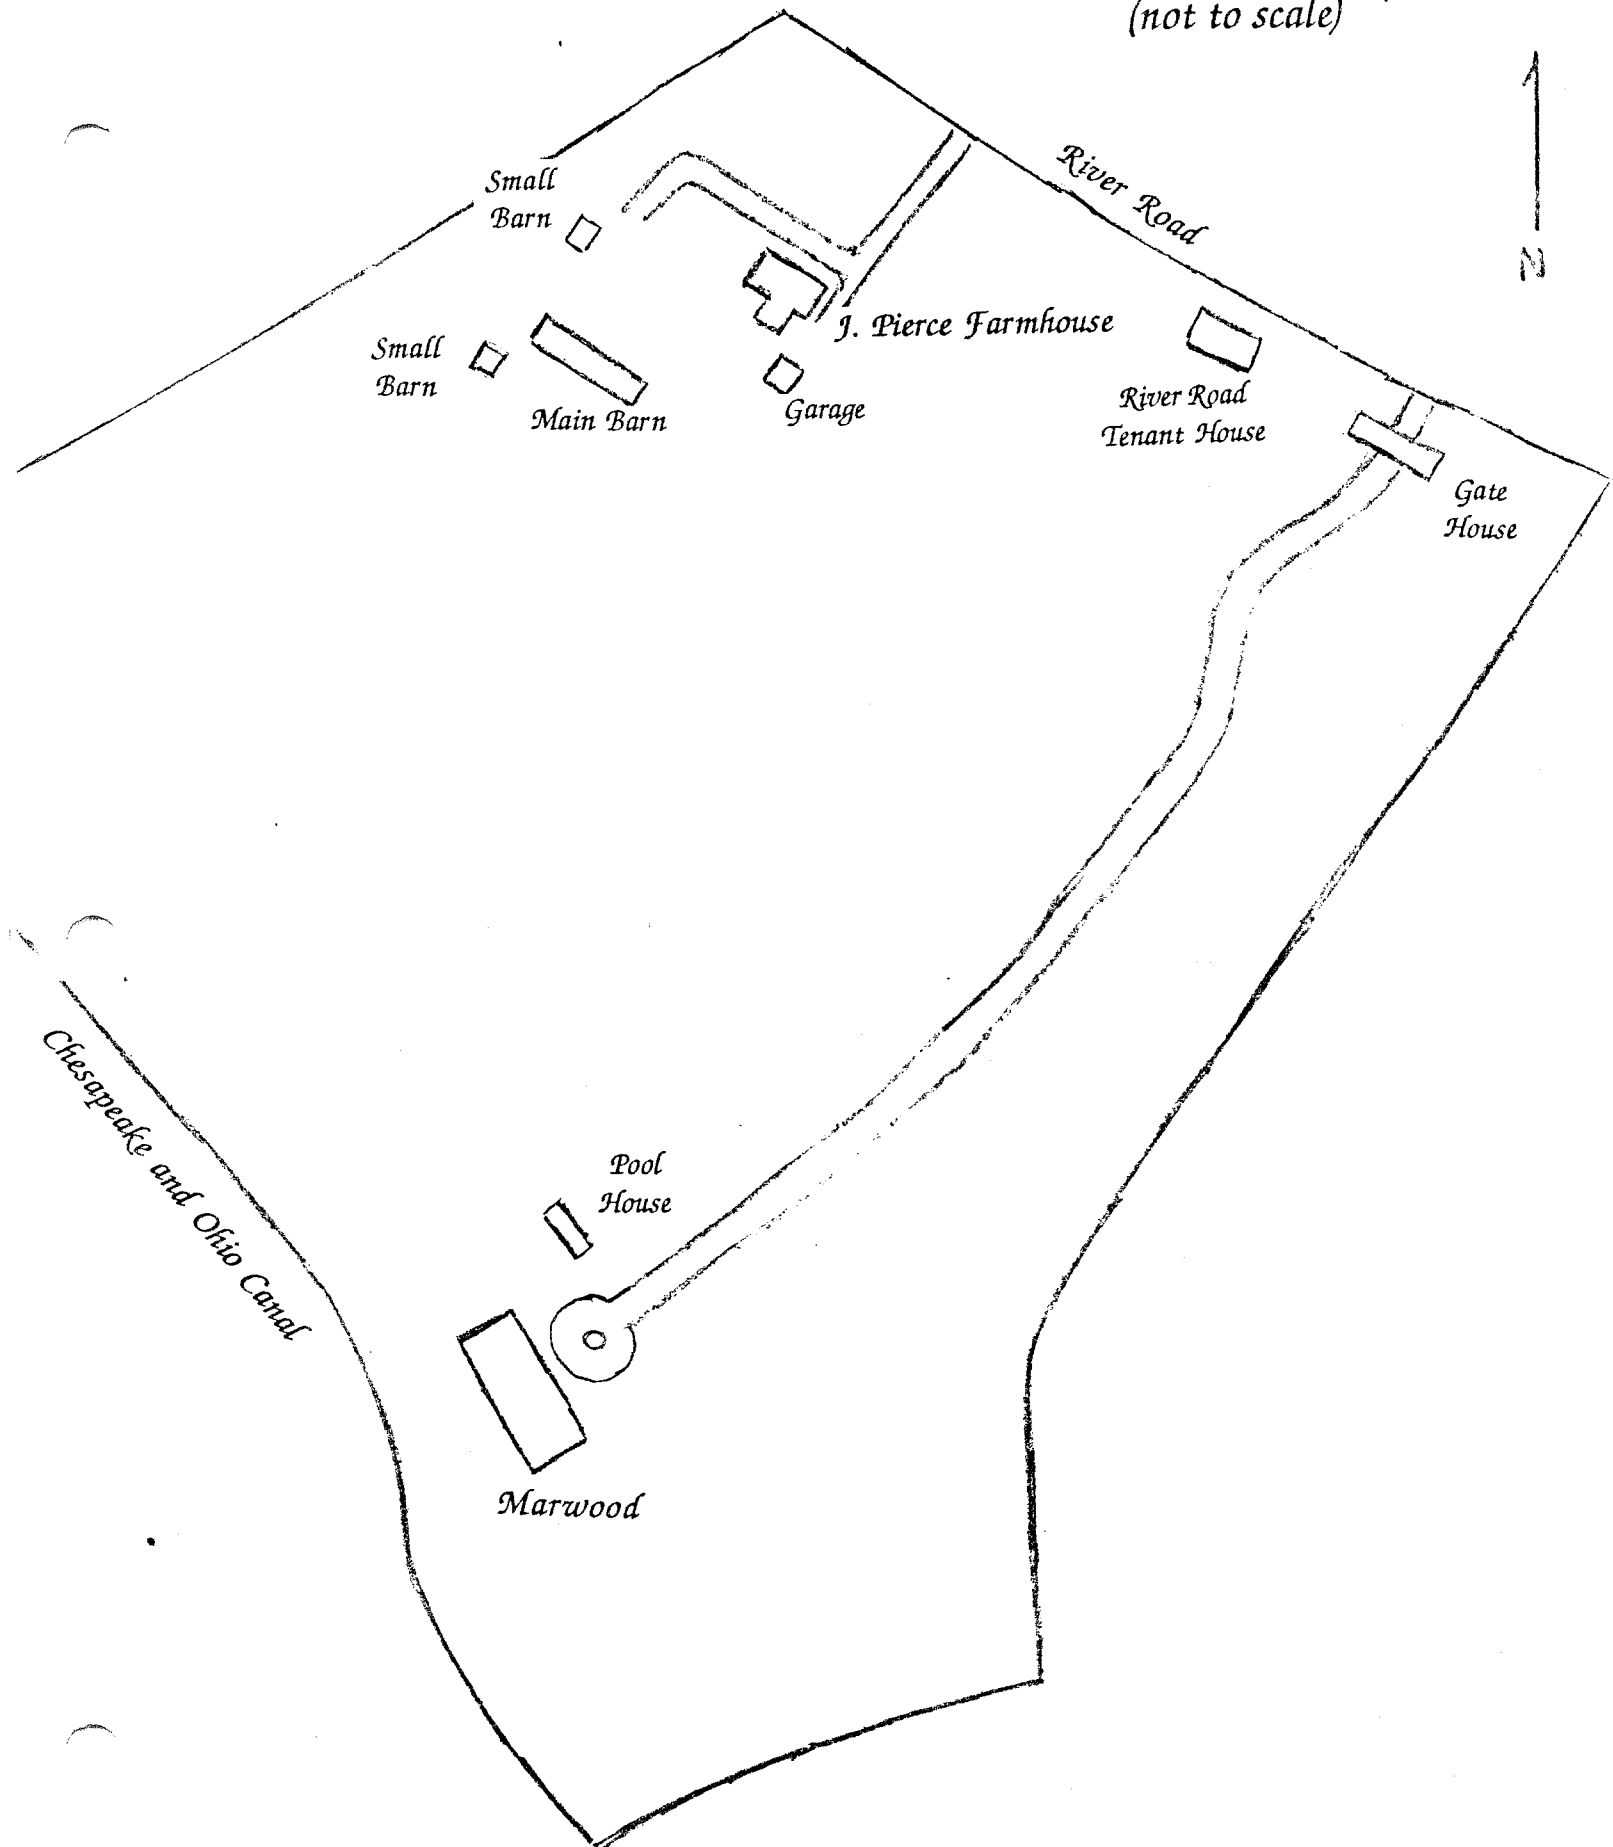 (not to scale)
River Road
N
Small
Barn
J. Pierce Farmhouse
Small
Barn
Main Barn
Garage
River Road
Tenant House
Gate
House
Chesapeake and Ohio Canal
Pool
House
Marwood